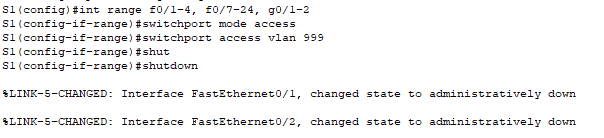 S1(config)#int range f0/1-4, f0/7-24, g0/1-2
S1(config-if-range)#switchport mode access
S1(config-if-range)#switchport access vlan 999
S1(config-if-range)#shut
S1(config-if-range)#shutdown
%LINK-5-CHANGED: Interface FastEthernet0/1, changed state to administratively down
%LINK-5-CHANGED: Interface FastEthernet0/2, changed state to administratively down